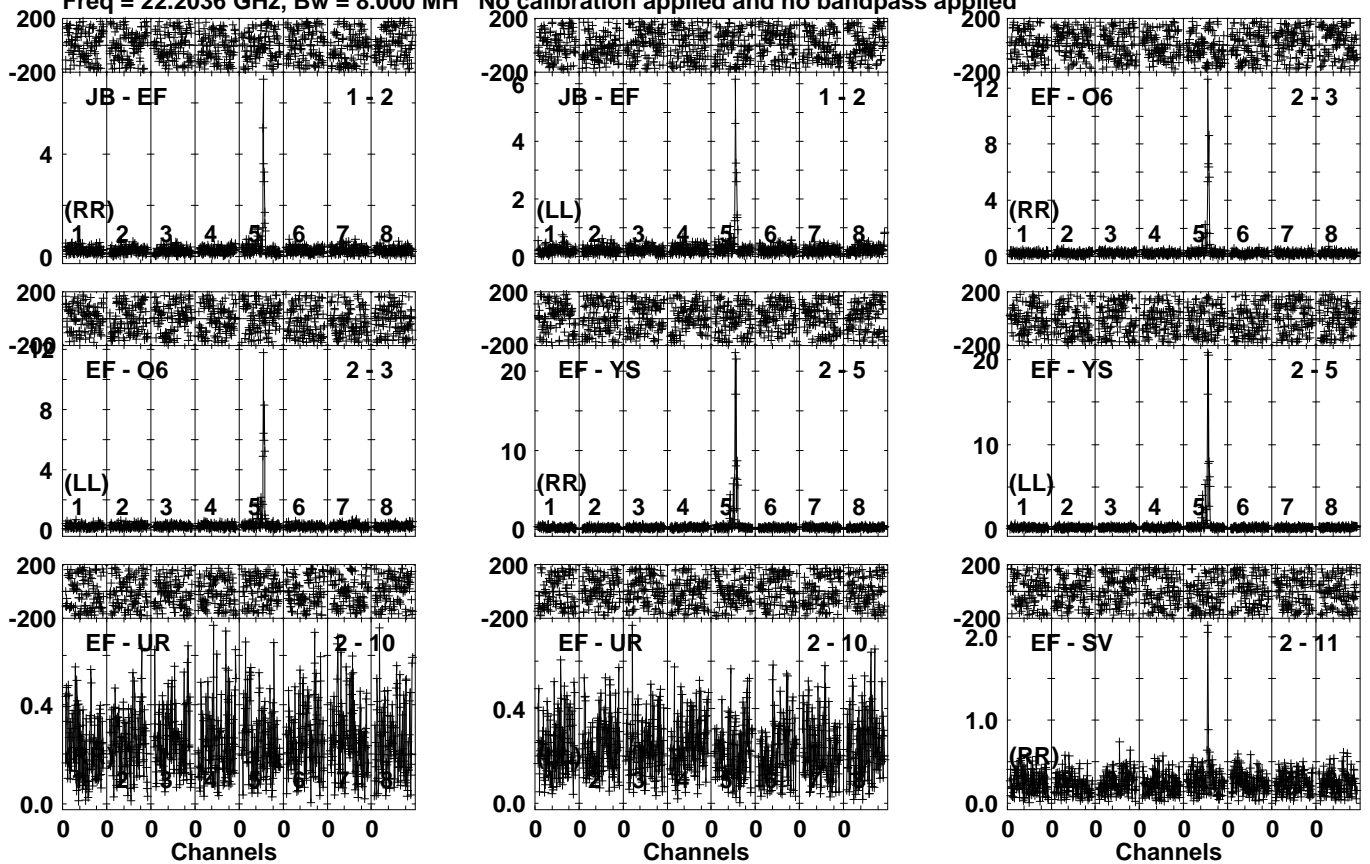 Freq = 22.2036 GHz, Bw = 8.000 MH No calibration applied and no bandpass applied
200 200 200
-200 -200 -200
JB - EF 1 - 2 JB - EF 1 - 2 EF - O6 2 - 3
6 12
4 4 8
2 4
(RR) (LL) (RR)
1 2 3 4 5 6 7 8 1 2 3 4 5 6 7 8 1 2 3 4 5 6 7 8
0 0 0
200 200 200
-200 -200 -200
12
EF - O6 2 - 3 EF - YS 2 - 5 EF - YS 2 - 5
20 20
8
10 10
4
(LL) (RR) (LL)
1 2 3 4 5 6 7 8 1 2 3 4 5 6 7 8 1 2 3 4 5 6 7 8
0 0 0
200 200 200
-200 -200 -200
EF - UR 2 - 10 EF - UR 2 - 10 EF - SV 2 - 11
2.0
0.4 0.4 1.0
(RR)
2 3 4 5 6 7 8
0.0 0.0 0.0
0 0 0 0 0 0 0 0 0 0 0 0 0 0 0 0 0 0 0 0 0 0 0 0
Channels Channels Channels